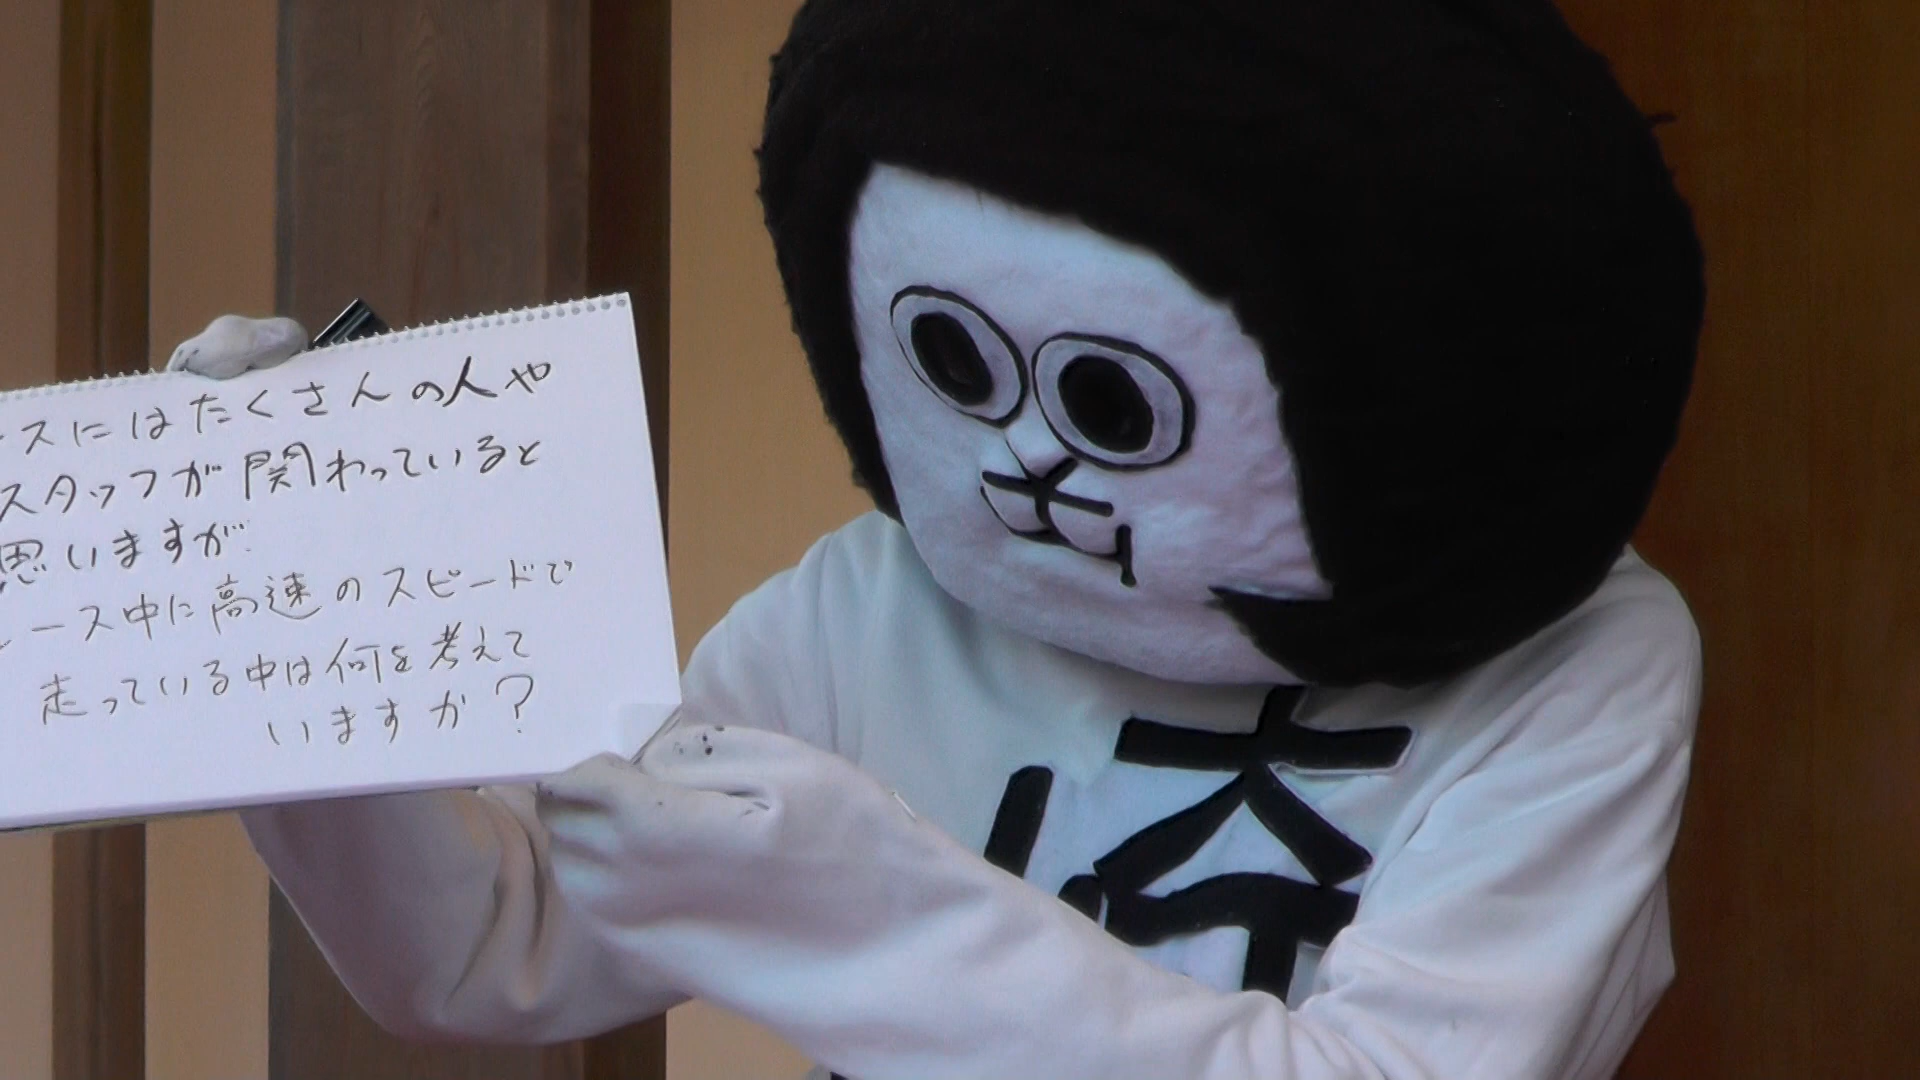 ースにはたくさんの人や
スタッフが関わっていると
思いますが
レース中に高速のスピードで
走っている中は何を考えて
いますか?